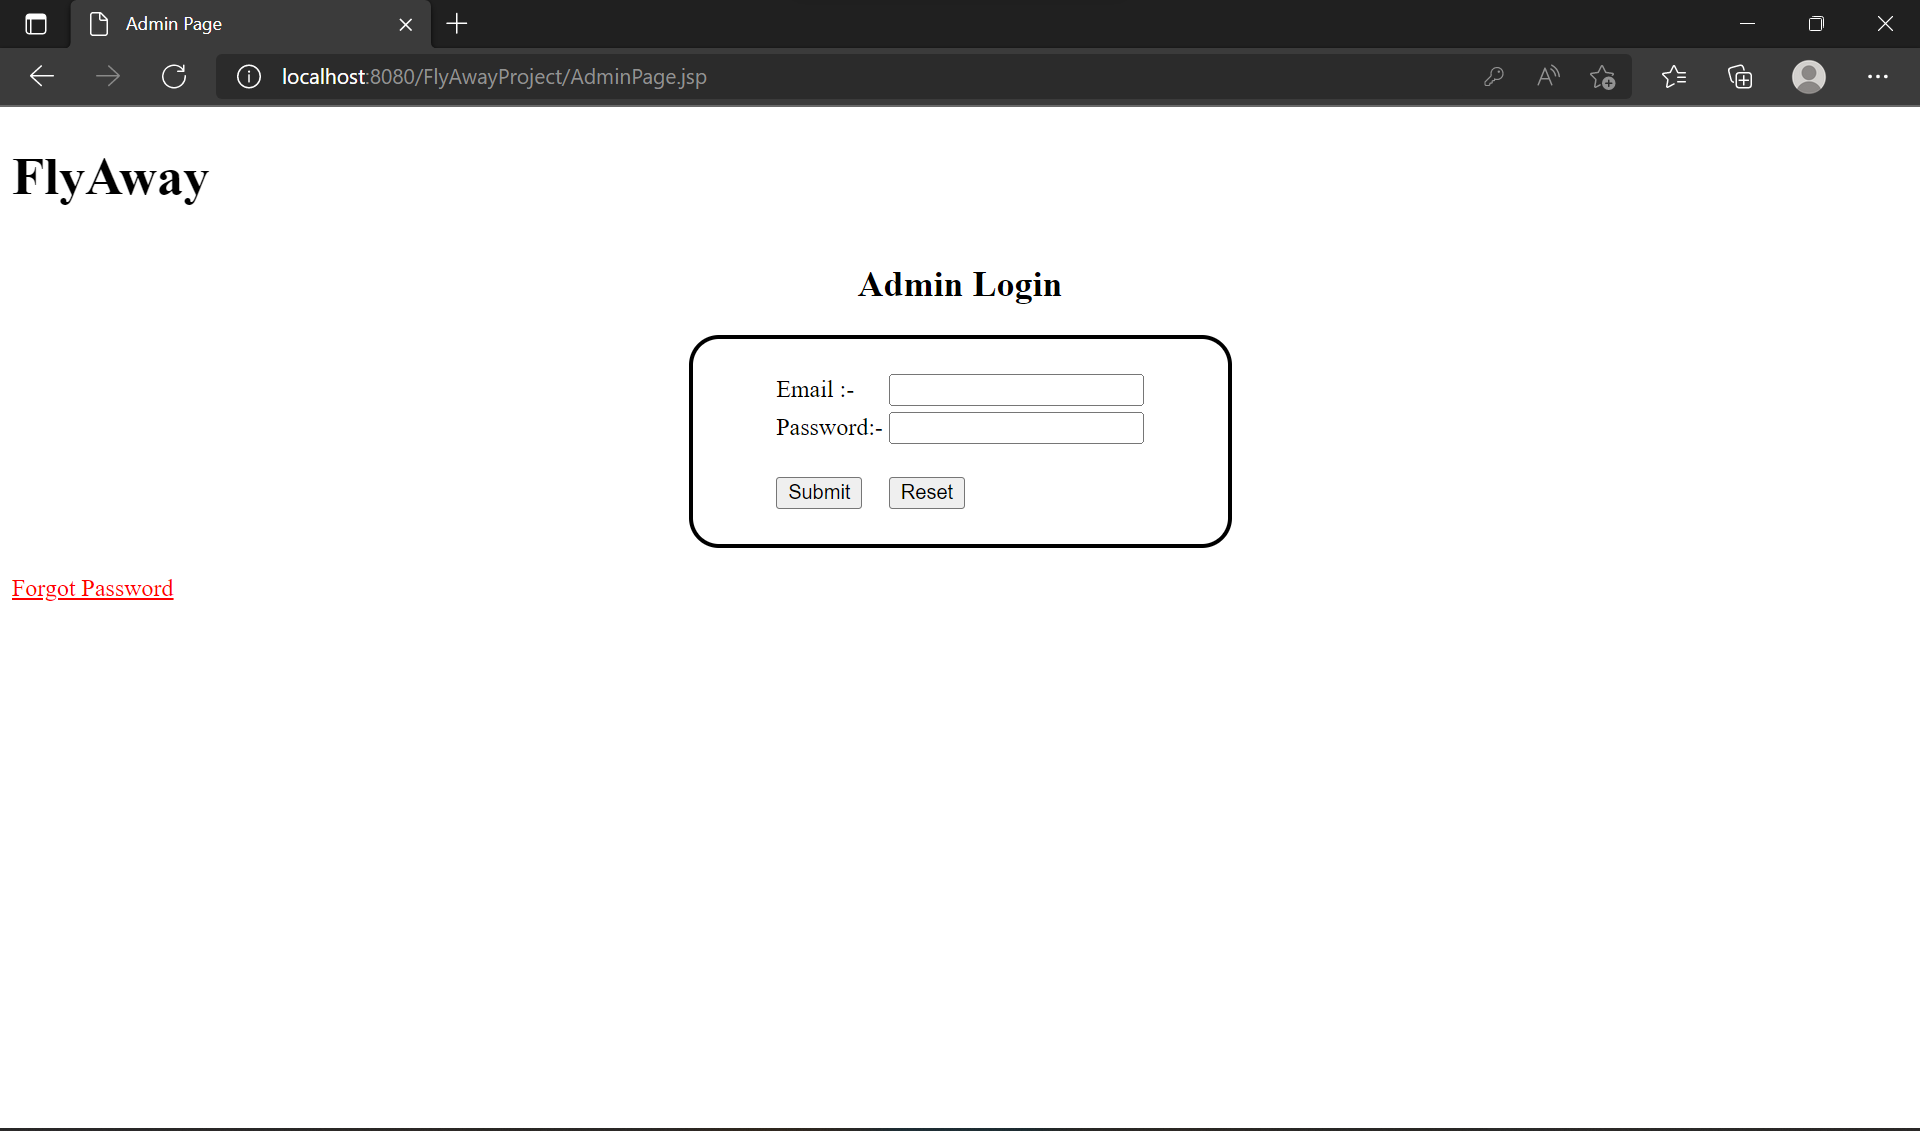 Admin Page
localhost:8080/FlyAwayProject/AdminPage.jsp
FlyAway
Admin Login
Email :-
Password:-
Submit Reset
Forgot Password